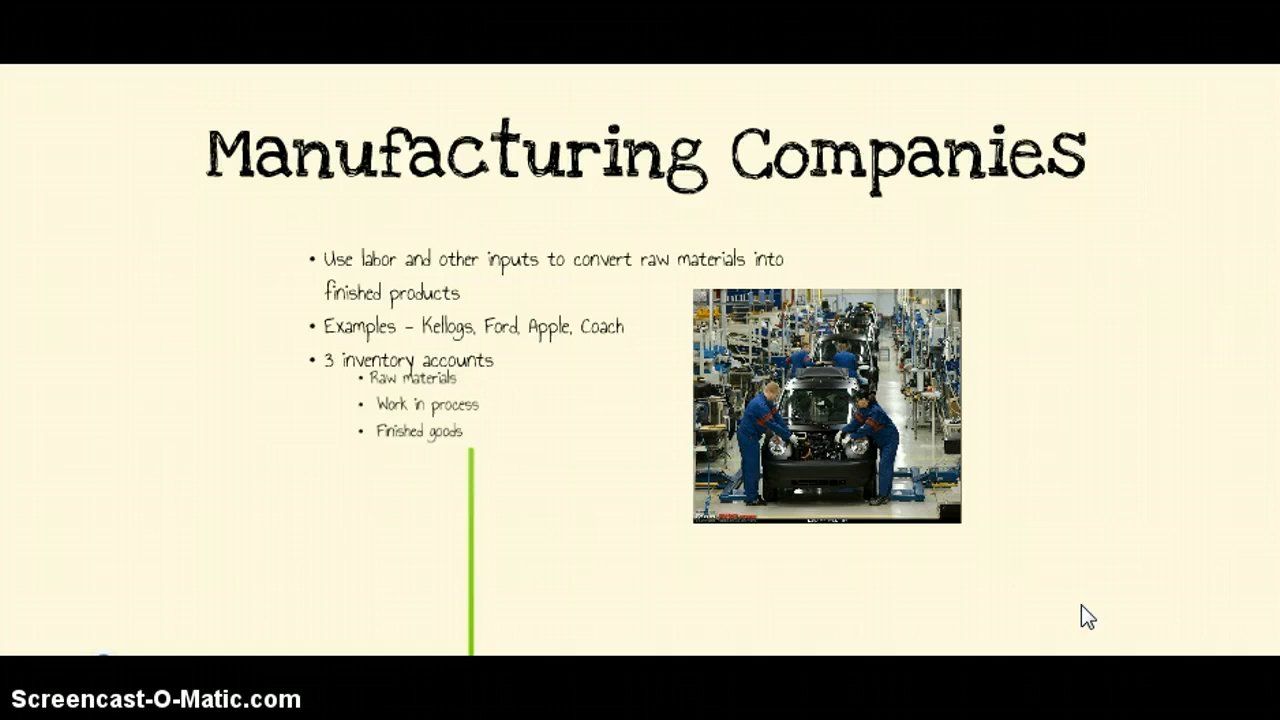 Manufacturing Companies
• Use labor and other inputs to convert raw materials into
finished products
• Examples - Kellogs, Ford, Apple, Coach
• 3 inventory accounts
• Raw materials
• Work in process
• Finished goods
Screencast-O-Matic.com